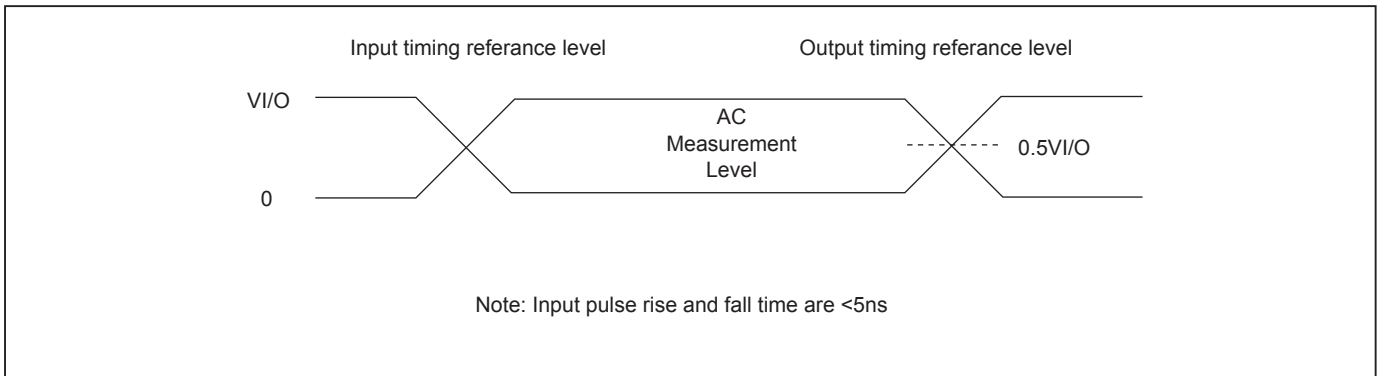 Input timing referance level
Output timing referance level
VI/O
AC
Measurement
Level
0.5VI/O
0
Note: Input pulse rise and fall time are <5ns